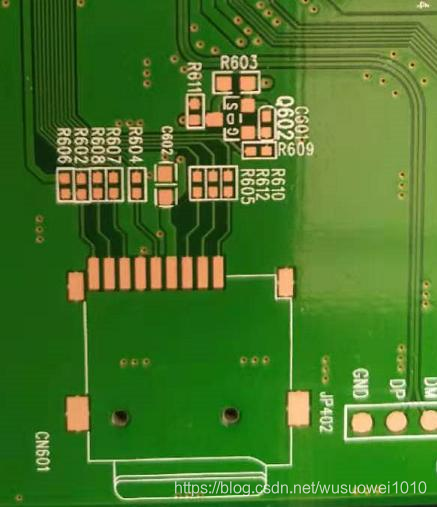 R603
R611
S
D
G
Q602
C601
R609
R606
R602
R608
R607
R604
C602
R605
R612
R610
CN601
JP402
GND
DP
DM
https://blog.csdn.net/wusuowei1010